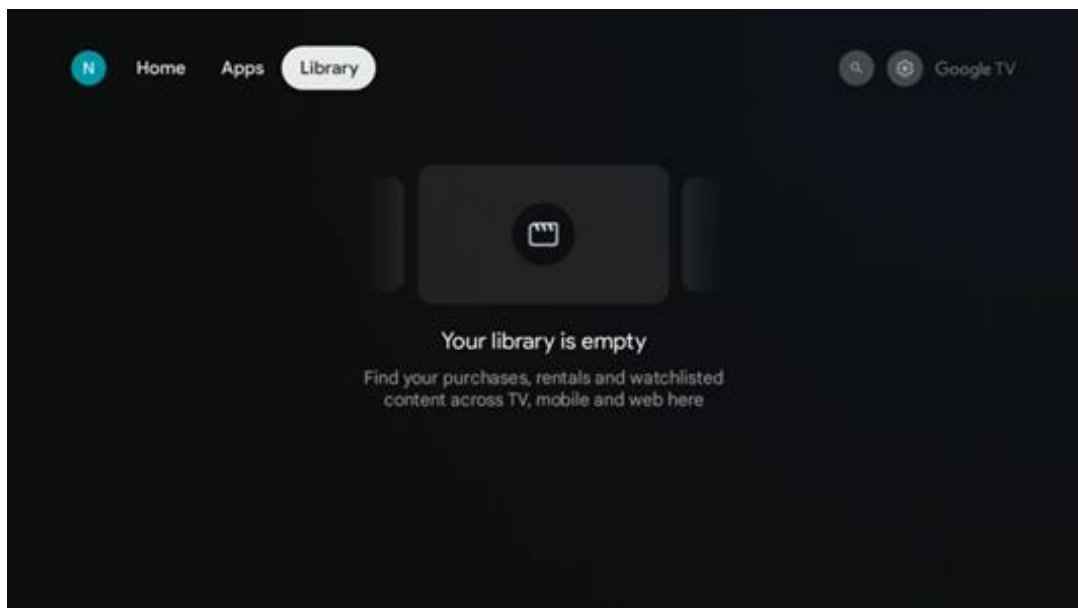 N Home Apps Library Google TV
Your library is empty
Find your purchases, rentals and watchlisted
content across TV, mobile and web here